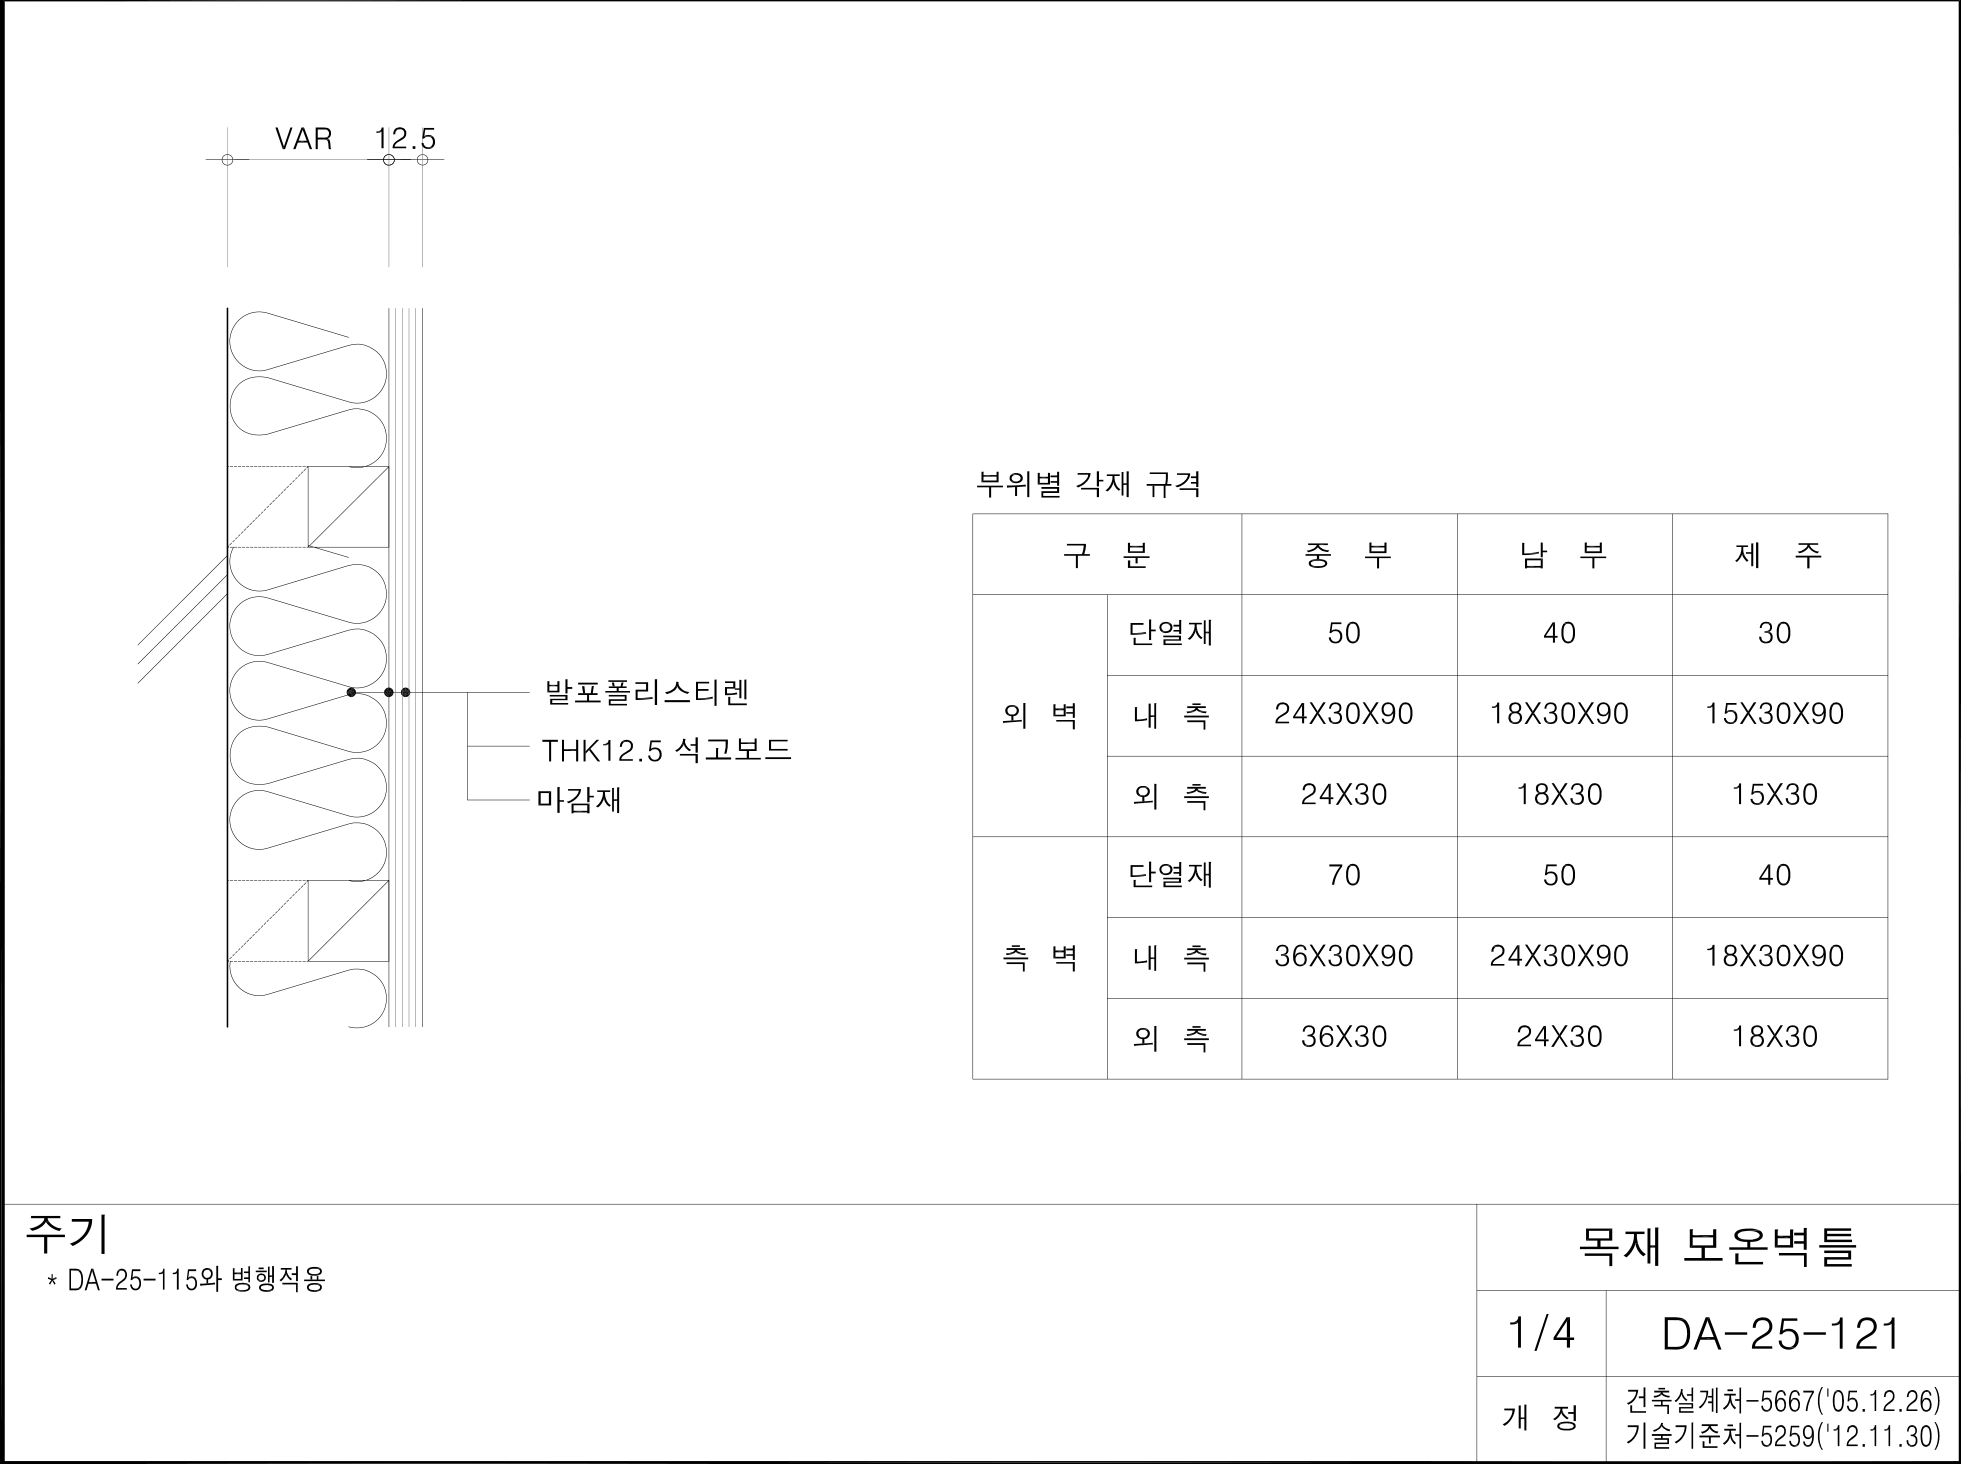 VAR 12.5
발포폴리스티렌
THK12.5 석고보드
마감재
부위별 각재 규격
구 분 중 부 남 부 제 주
외 벽
단열재 50 40 30
내 측 24X30X90 18X30X90 15X30X90
외 측 24X30 18X30 15X30
측 벽
단열재 70 50 40
내 측 36X30X90 24X30X90 18X30X90
외 측 36X30 24X30 18X30
주기
* DA-25-115와 병행적용
목재 보온벽틀
1/4 DA-25-121
개 정
건축설계처-5667('05.12.26)
기술기준처-5259('12.11.30)